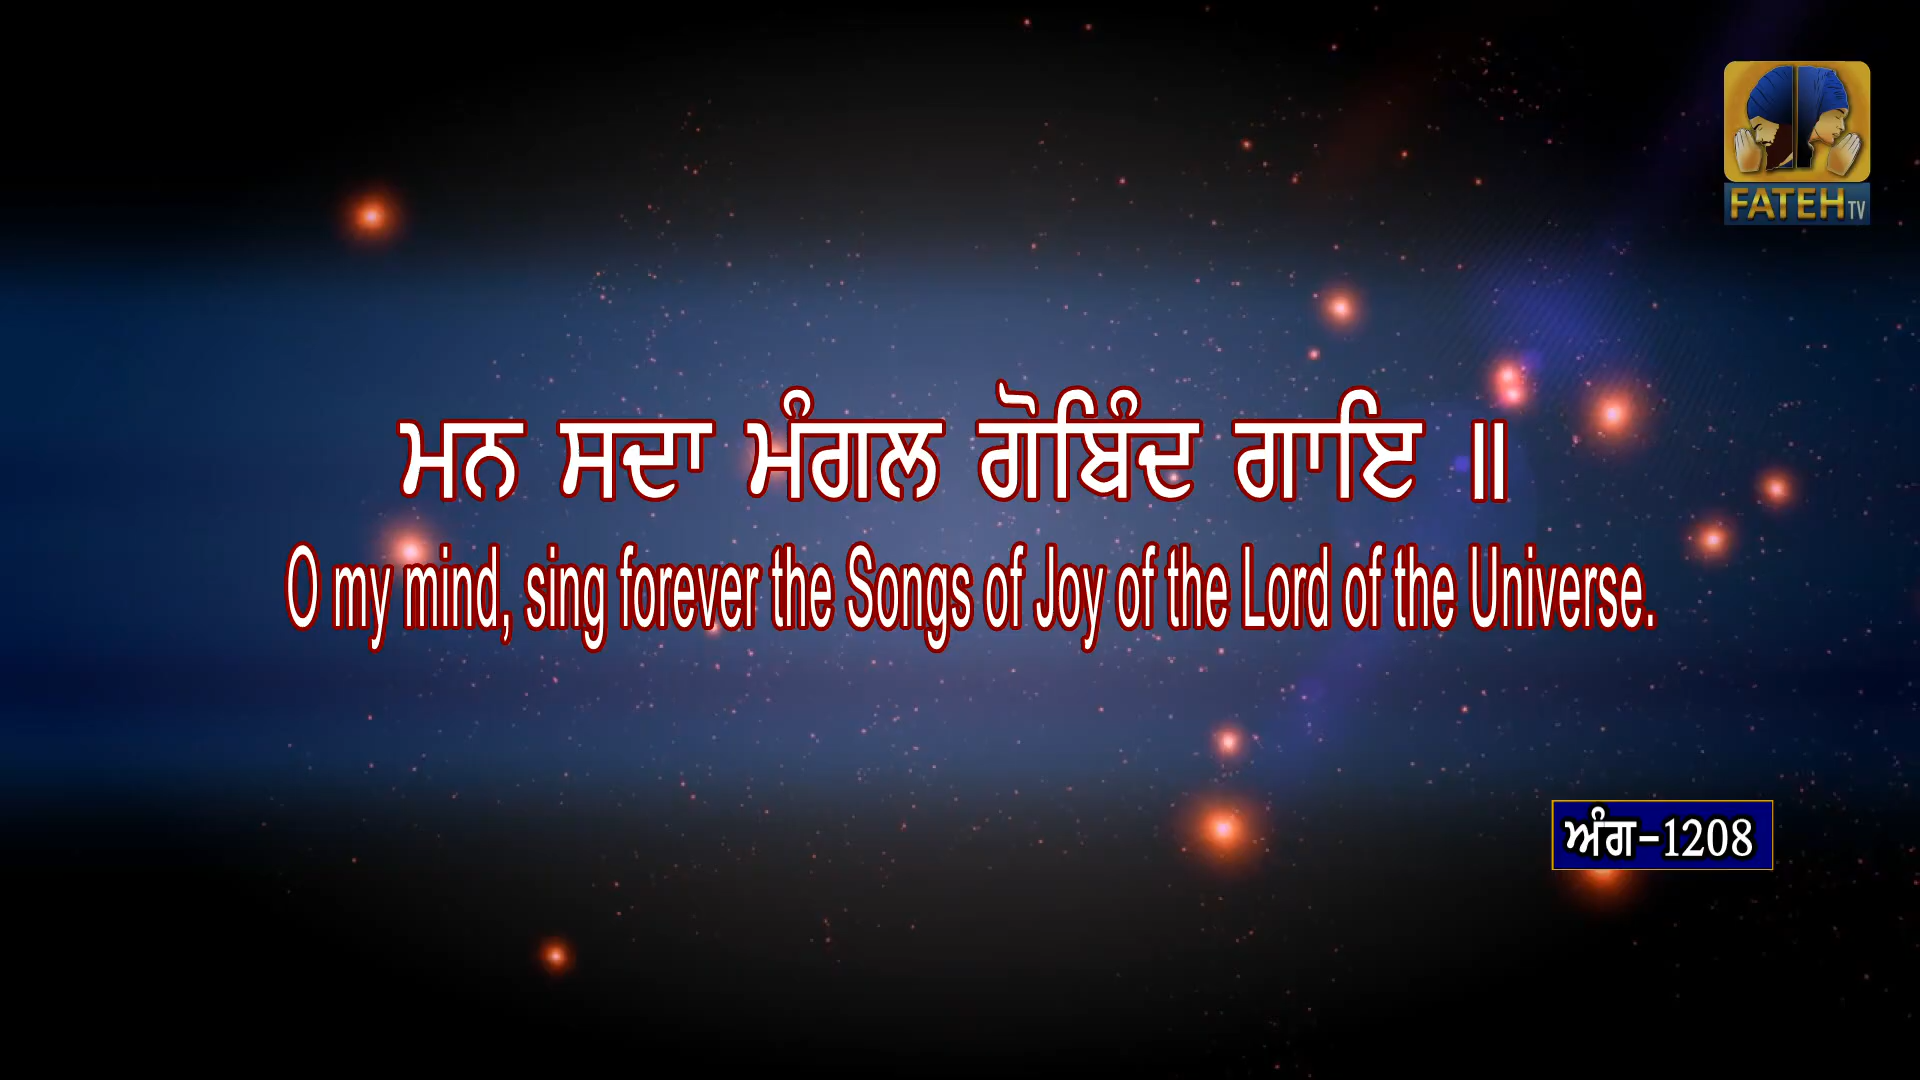 FATEH TV
ਮਨ ਸਦਾ ਮੰਗਲ ਗੋਬਿੰਦ ਗਾਇ ॥
O my mind, sing forever the Songs of Joy of the Lord of the Universe.
ਅੰਗ-1208